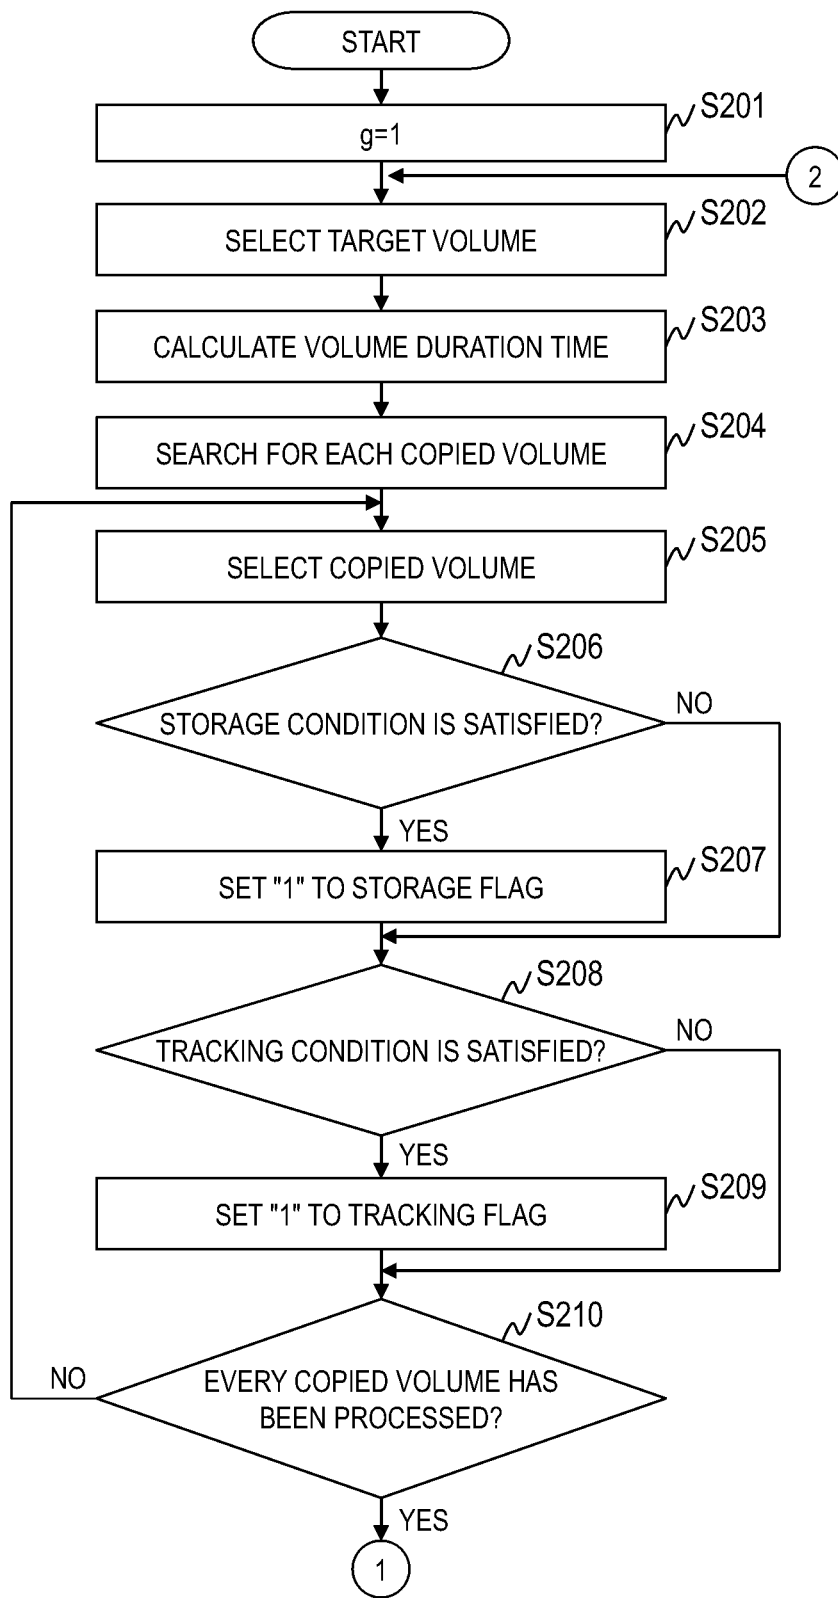 START
S201
g=1
2
S202
SELECT TARGET VOLUME
S203
CALCULATE VOLUME DURATION TIME
S204
SEARCH FOR EACH COPIED VOLUME
S205
SELECT COPIED VOLUME
S206
STORAGE CONDITION IS SATISFIED?
NO
YES
S207
SET "1" TO STORAGE FLAG
S208
TRACKING CONDITION IS SATISFIED?
NO
YES
S209
SET "1" TO TRACKING FLAG
S210
NO
EVERY COPIED VOLUME HAS
BEEN PROCESSED?
YES
1